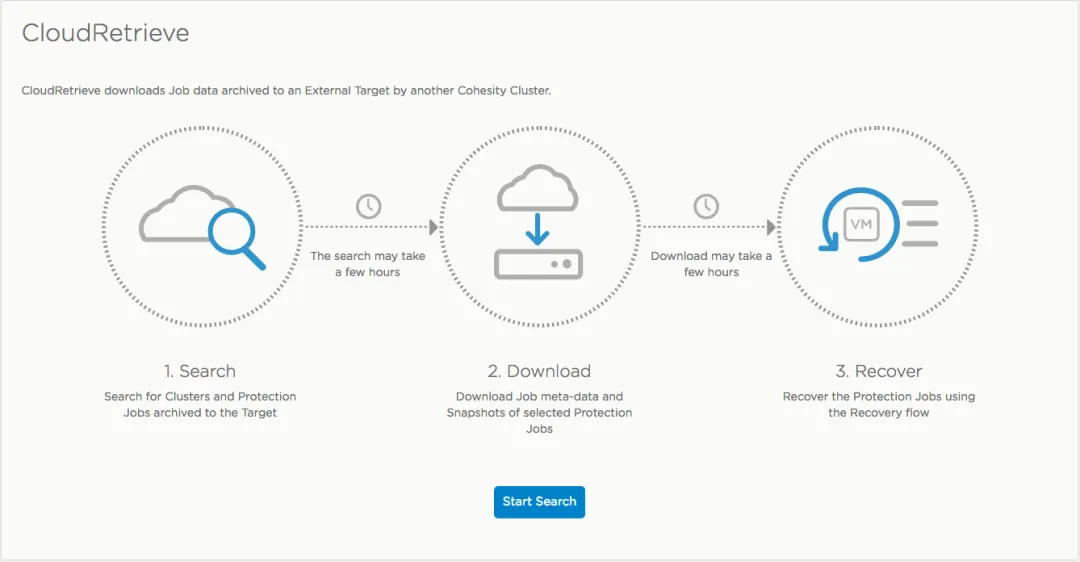 CloudRetrieve
CloudRetrieve downloads Job data archived to an External Target by another Cohesity Cluster.
The search may take
a few hours
Download may take a
few hours
VM
1. Search
Search for Clusters and Protection
Jobs archived to the Target
2. Download
Download Job meta-data and
Snapshots of selected Protection
Jobs
3. Recover
Recover the Protection Jobs using
the Recovery flow
Start Search